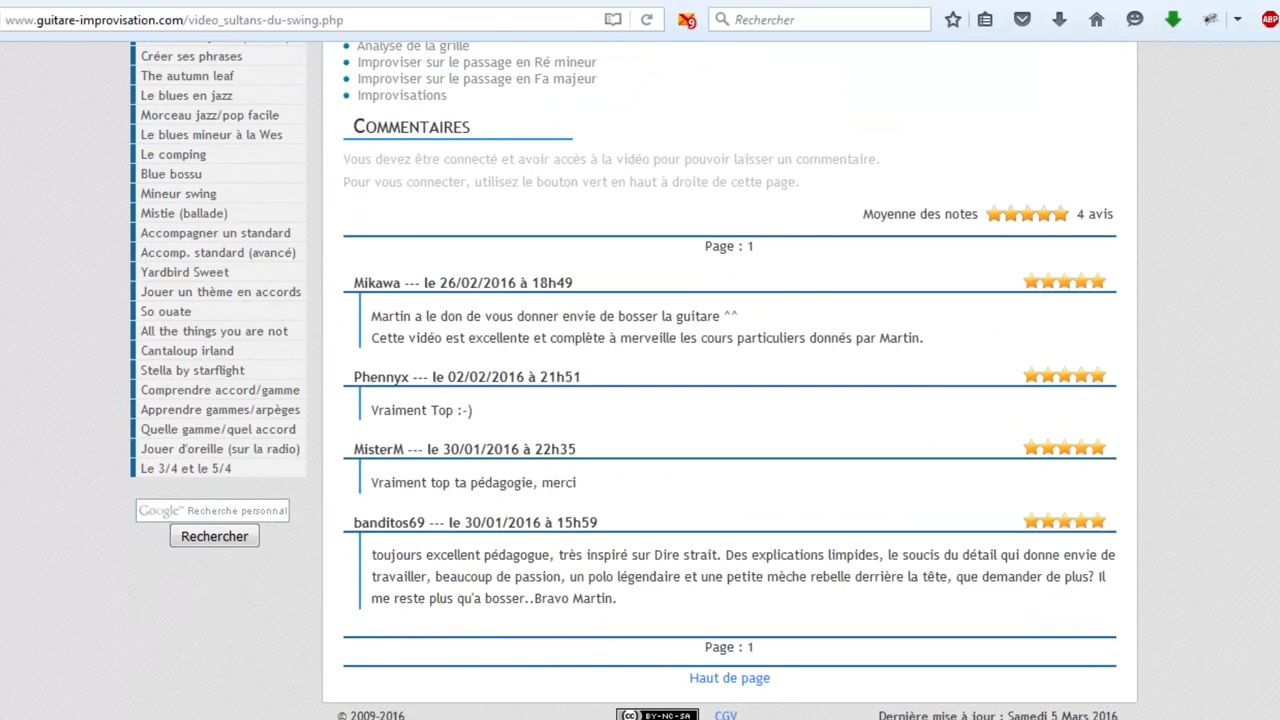 www.guitare-improvisation.com/video_sultans-du-swing.php
9
Rechercher
ABP
Créer ses phrases
The autumn leaf
Le blues en jazz
Morceau jazz/pop facile
Le blues mineur à la Wes
Le comping
Blue bossu
Mineur swing
Mistie (ballade)
Accompagner un standard
Accomp. standard (avancé)
Yardbird Sweet
Jouer un thème en accords
So ouate
All the things you are not
Cantaloup irland
Stella by starflight
Comprendre accord/gamme
Apprendre gammes/arpèges
Quelle gamme/quel accord
Jouer d'oreille (sur la radio)
Le 3/4 et le 5/4
Google™ Recherche personnal
Rechercher
Analyse de la grille
Improviser sur le passage en Ré mineur
Improviser sur le passage en Fa majeur
Improvisations
COMMENTAIRES
Vous devez être connecté et avoir accès à la vidéo pour pouvoir laisser un commentaire.
Pour vous connecter, utilisez le bouton vert en haut à droite de cette page.
Moyenne des notes 4 avis
Page : 1
Mikawa --- le 26/02/2016 à 18h49
Martin a le don de vous donner envie de bosser la guitare ^^
Cette vidéo est excellente et complète à merveille les cours particuliers donnés par Martin.
Phennyx --- le 02/02/2016 à 21h51
Vraiment Top :-)
MisterM --- le 30/01/2016 à 22h35
Vraiment top ta pédagogie, merci
banditos69 --- le 30/01/2016 à 15h59
toujours excellent pédagogue, très inspiré sur Dire strait. Des explications limpides, le soucis du détail qui donne envie de
travailler, beaucoup de passion, un polo légendaire et une petite mèche rebelle derrière la tête, que demander de plus? Il
me reste plus qu'a bosser..Bravo Martin.
Page : 1
Haut de page
© 2009-2016
cc BY-NC-SA
CGV
Dernière mise à jour : Samedi 5 Mars 2016